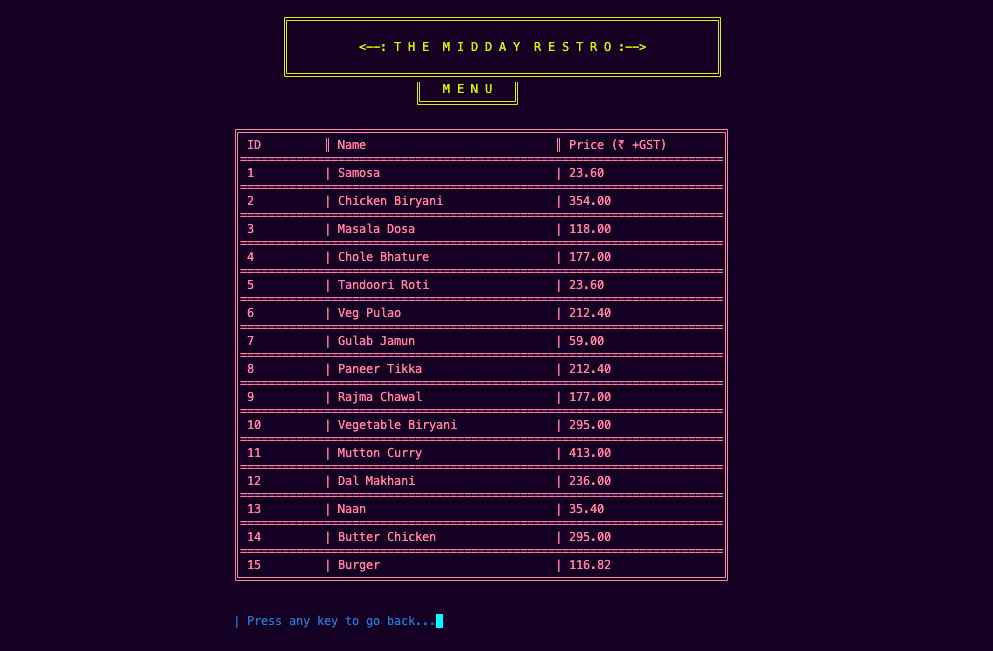 <——: T H E  M I D D A Y  R E S T R O :——>
M E N U
ID ║ Name ║ Price (₹ +GST)
1 | Samosa | 23.60
2 | Chicken Biryani | 354.00
3 | Masala Dosa | 118.00
4 | Chole Bhature | 177.00
5 | Tandoori Roti | 23.60
6 | Veg Pulao | 212.40
7 | Gulab Jamun | 59.00
8 | Paneer Tikka | 212.40
9 | Rajma Chawal | 177.00
10 | Vegetable Biryani | 295.00
11 | Mutton Curry | 413.00
12 | Dal Makhani | 236.00
13 | Naan | 35.40
14 | Butter Chicken | 295.00
15 | Burger | 116.82
| Press any key to go back...